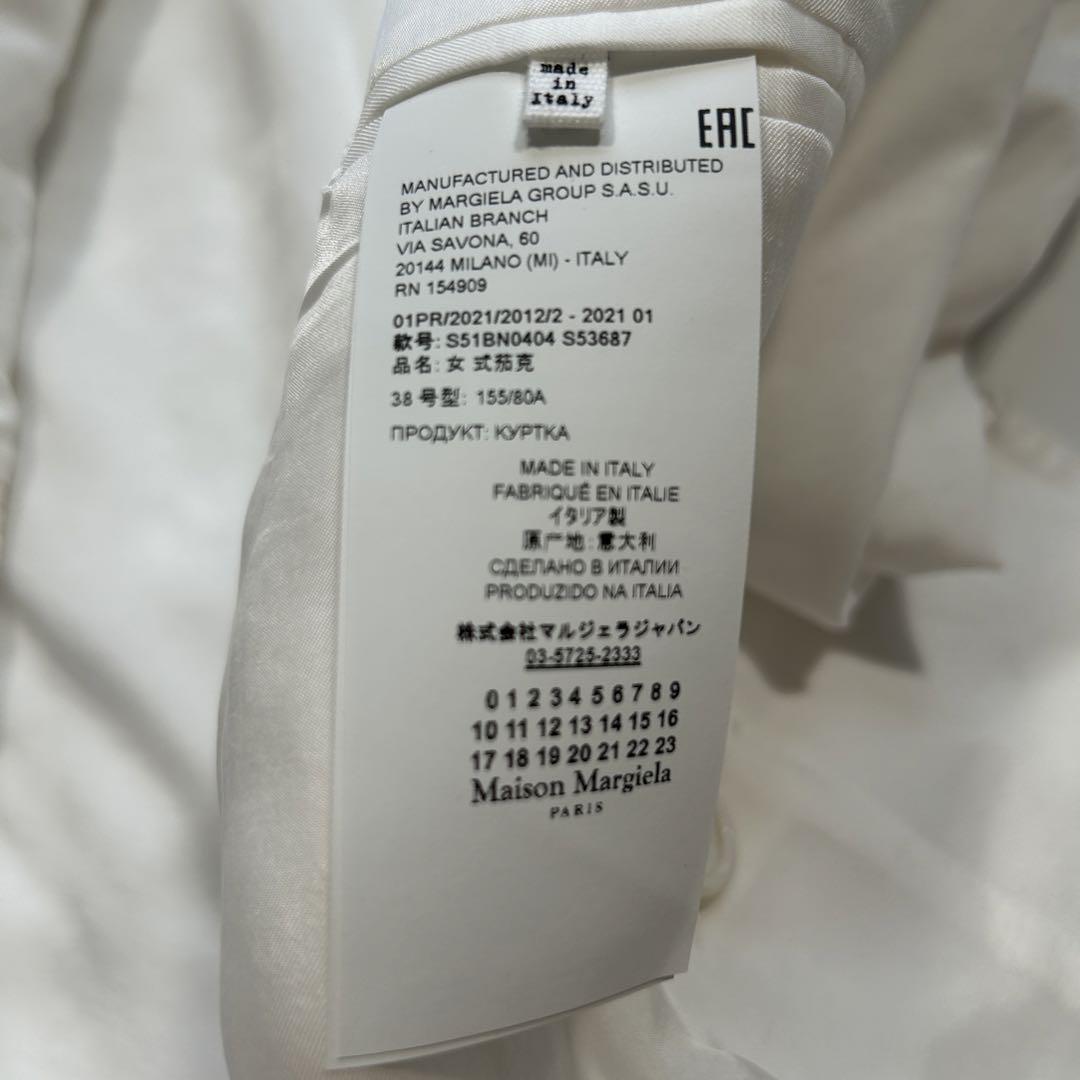 made
in
Italy
EAC
MANUFACTURED AND DISTRIBUTED
BY MARGIELA GROUP S.A.S.U.
ITALIAN BRANCH
VIA SAVONA, 60
20144 MILANO (MI) - ITALY
RN 154909
01PR/2021/2012/2 - 2021 01
款号: S51BN0404 S53687
品名: 女 式茄克
38 号型: 155/80A
ПРОДУКТ: КУРТКА
MADE IN ITALY
FABRIQUÉ EN ITALIE
イタリア製
原产地: 意大利
СДЕЛАНО В ИТАЛИИ
PRODUZIDO NA ITALIA
株式会社マルジェラジャパン
03-5725-2333
0 1 2 3 4 5 6 7 8 9
10 11 12 13 14 15 16
17 18 19 20 21 22 23
Maison Margiela
PARIS